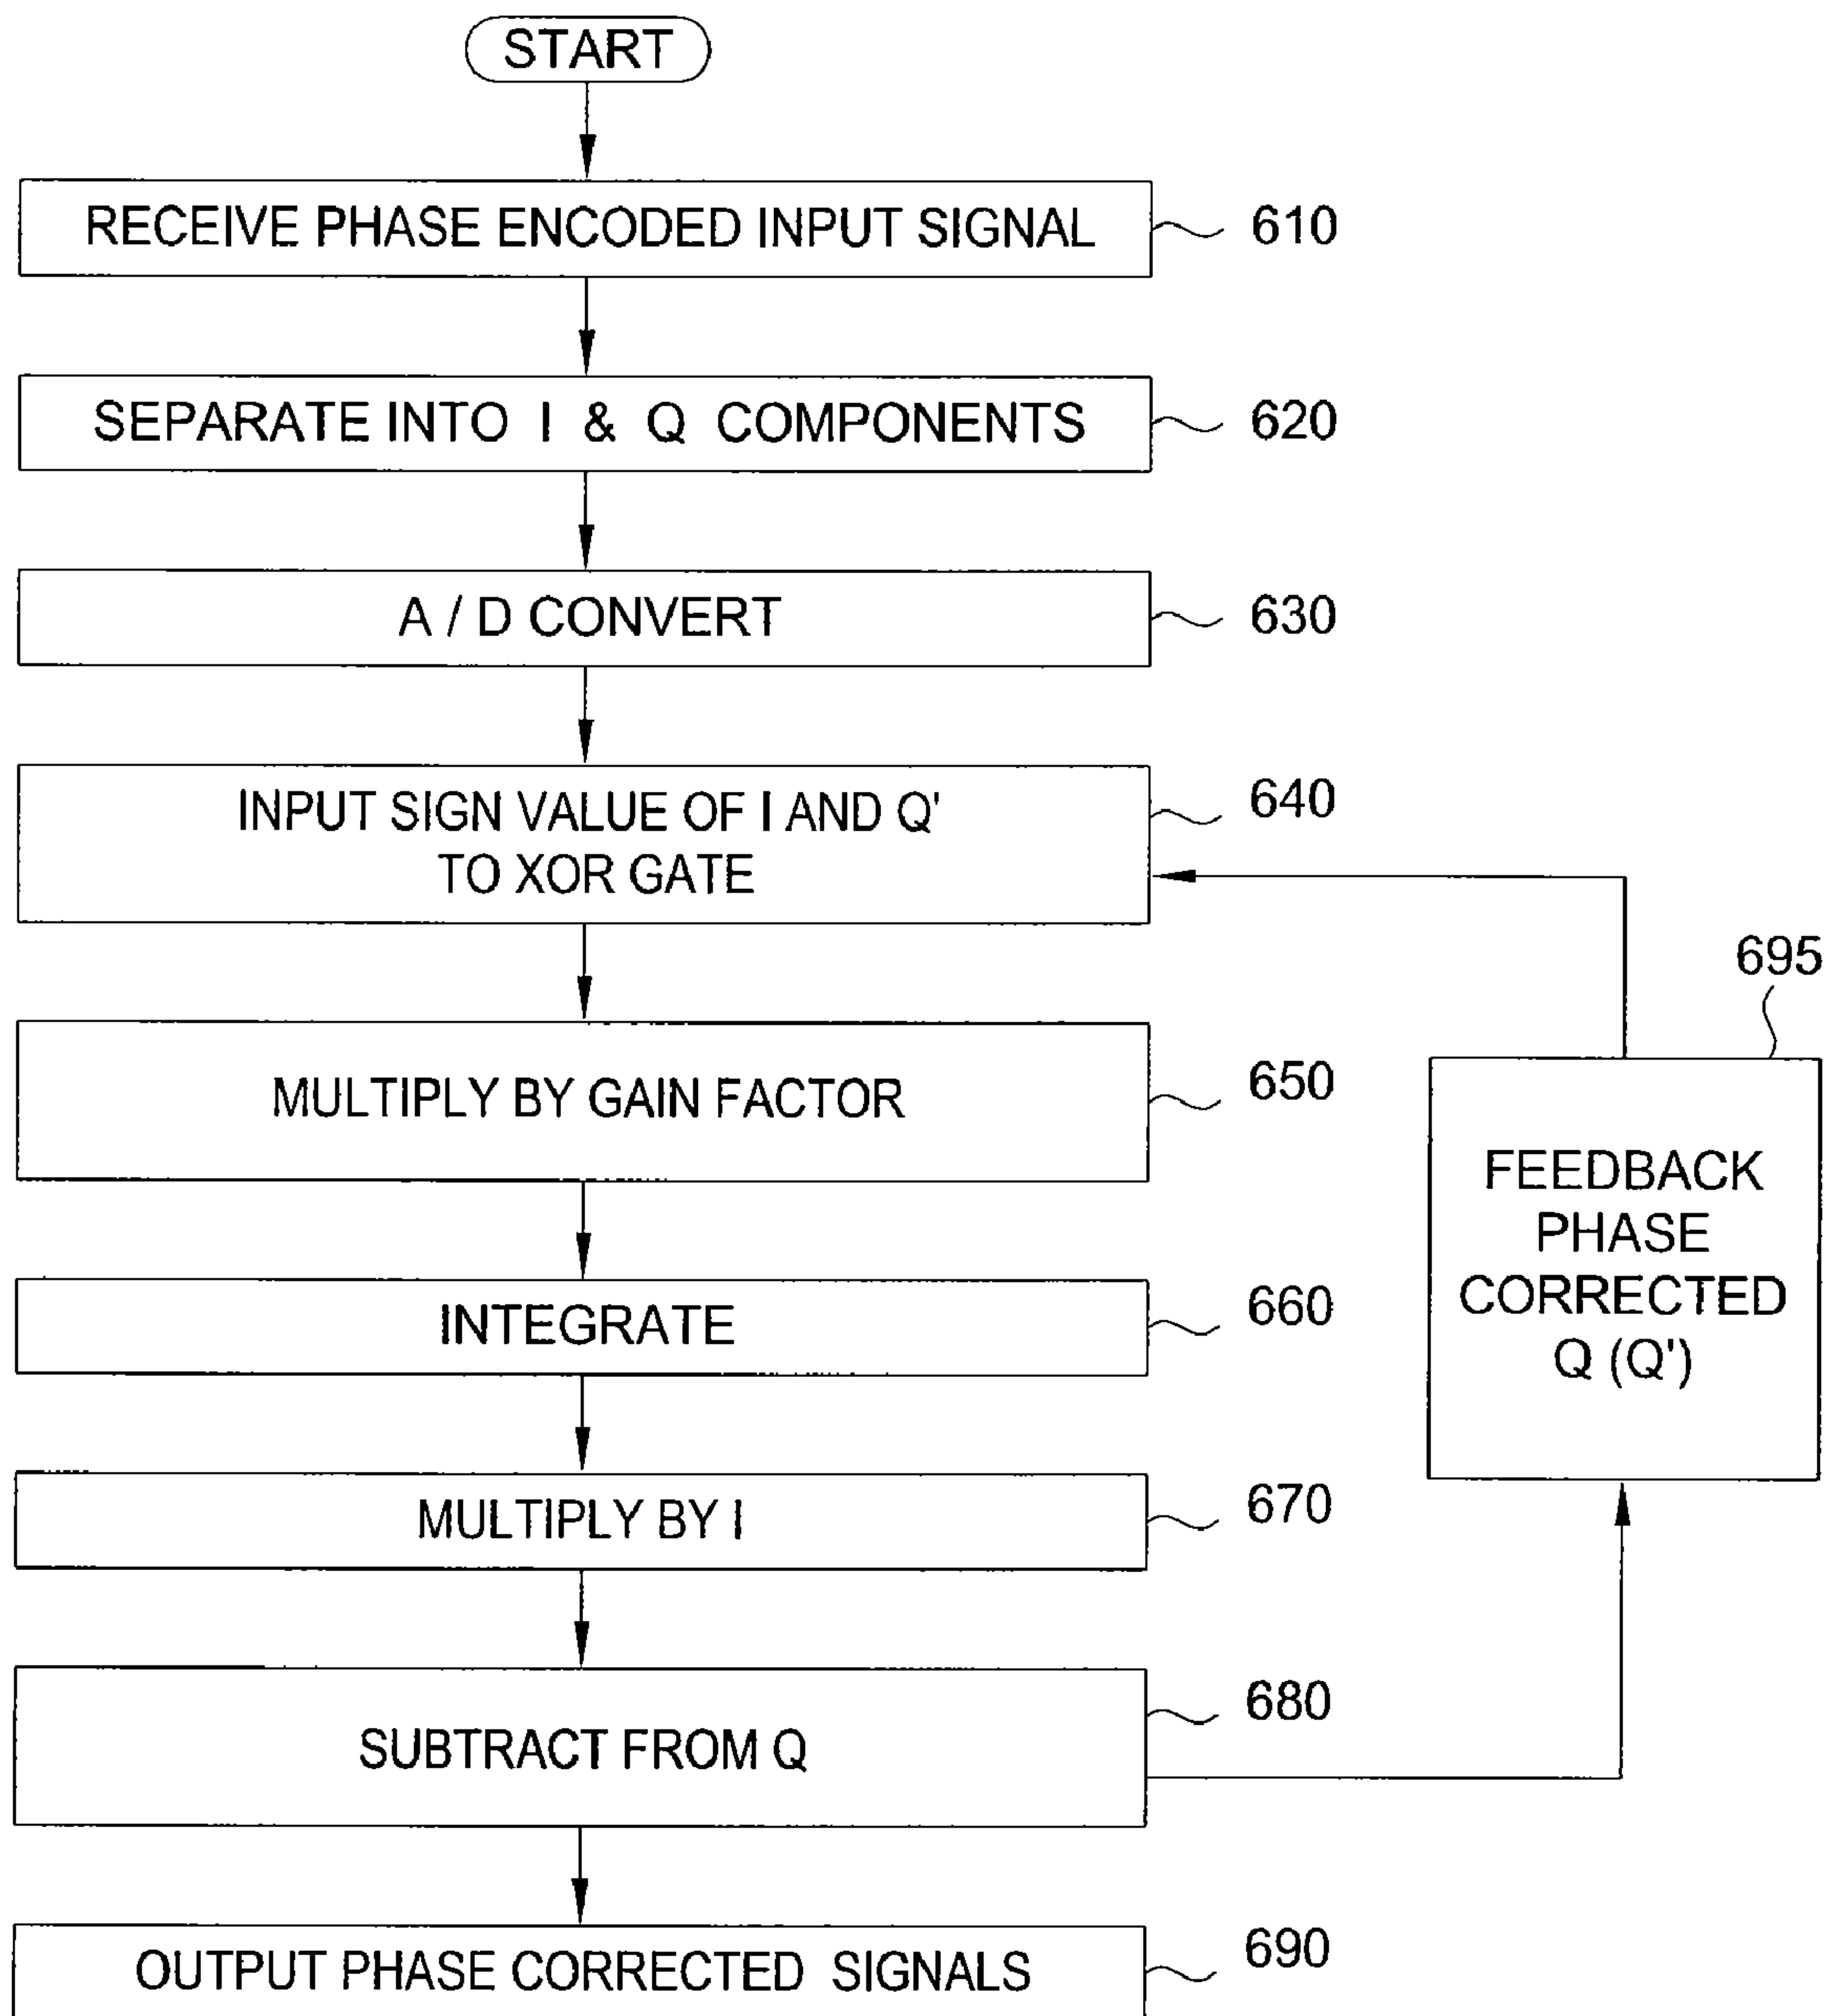 START
RECEIVE PHASE ENCODED INPUT SIGNAL
610
SEPARATE INTO I & Q COMPONENTS
620
A / D CONVERT
630
INPUT SIGN VALUE OF I AND Q'
TO XOR GATE
640
MULTIPLY BY GAIN FACTOR
650
INTEGRATE
660
MULTIPLY BY I
670
SUBTRACT FROM Q
680
OUTPUT PHASE CORRECTED SIGNALS
690
695
FEEDBACK
PHASE
CORRECTED
Q (Q')